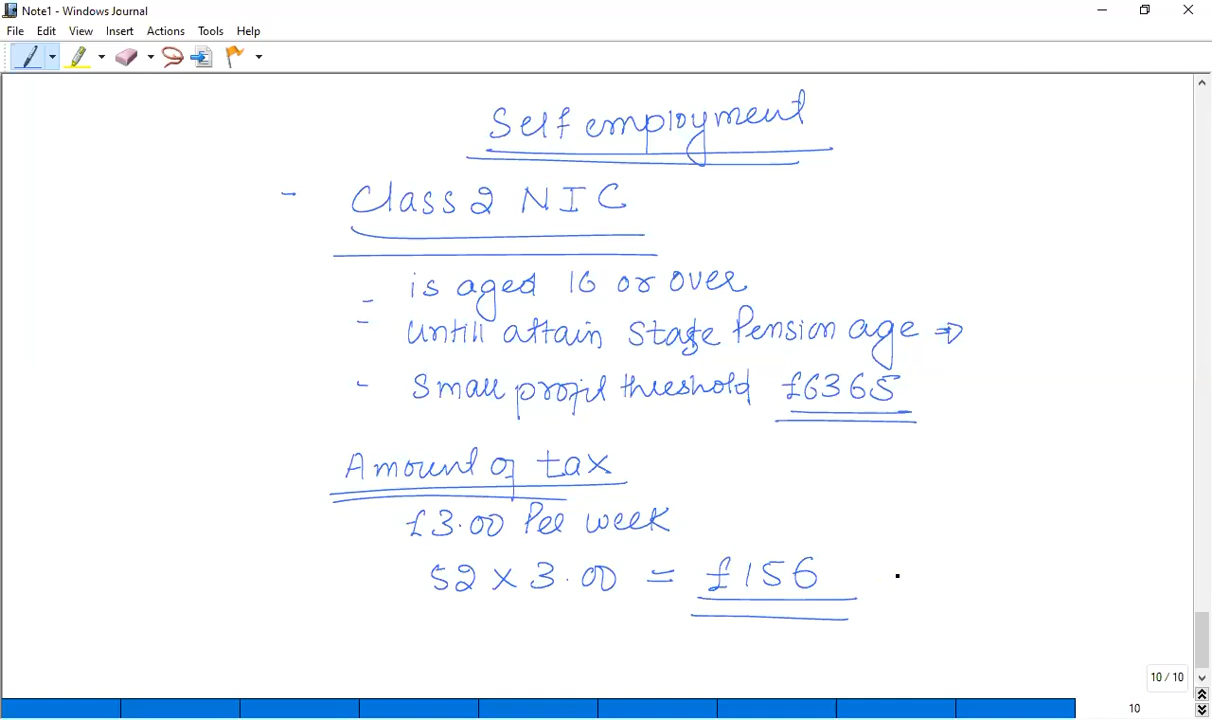 Note1 - Windows Journal
File Edit View Insert Actions Tools Help
Self employment
- Class 2 NIC
- is aged 16 or over
- Untill attain State Pension age ⇒
- Small profit threshold £6365
Amount of tax
£3.00 Per week
52 × 3.00 = £156
10 / 10
10